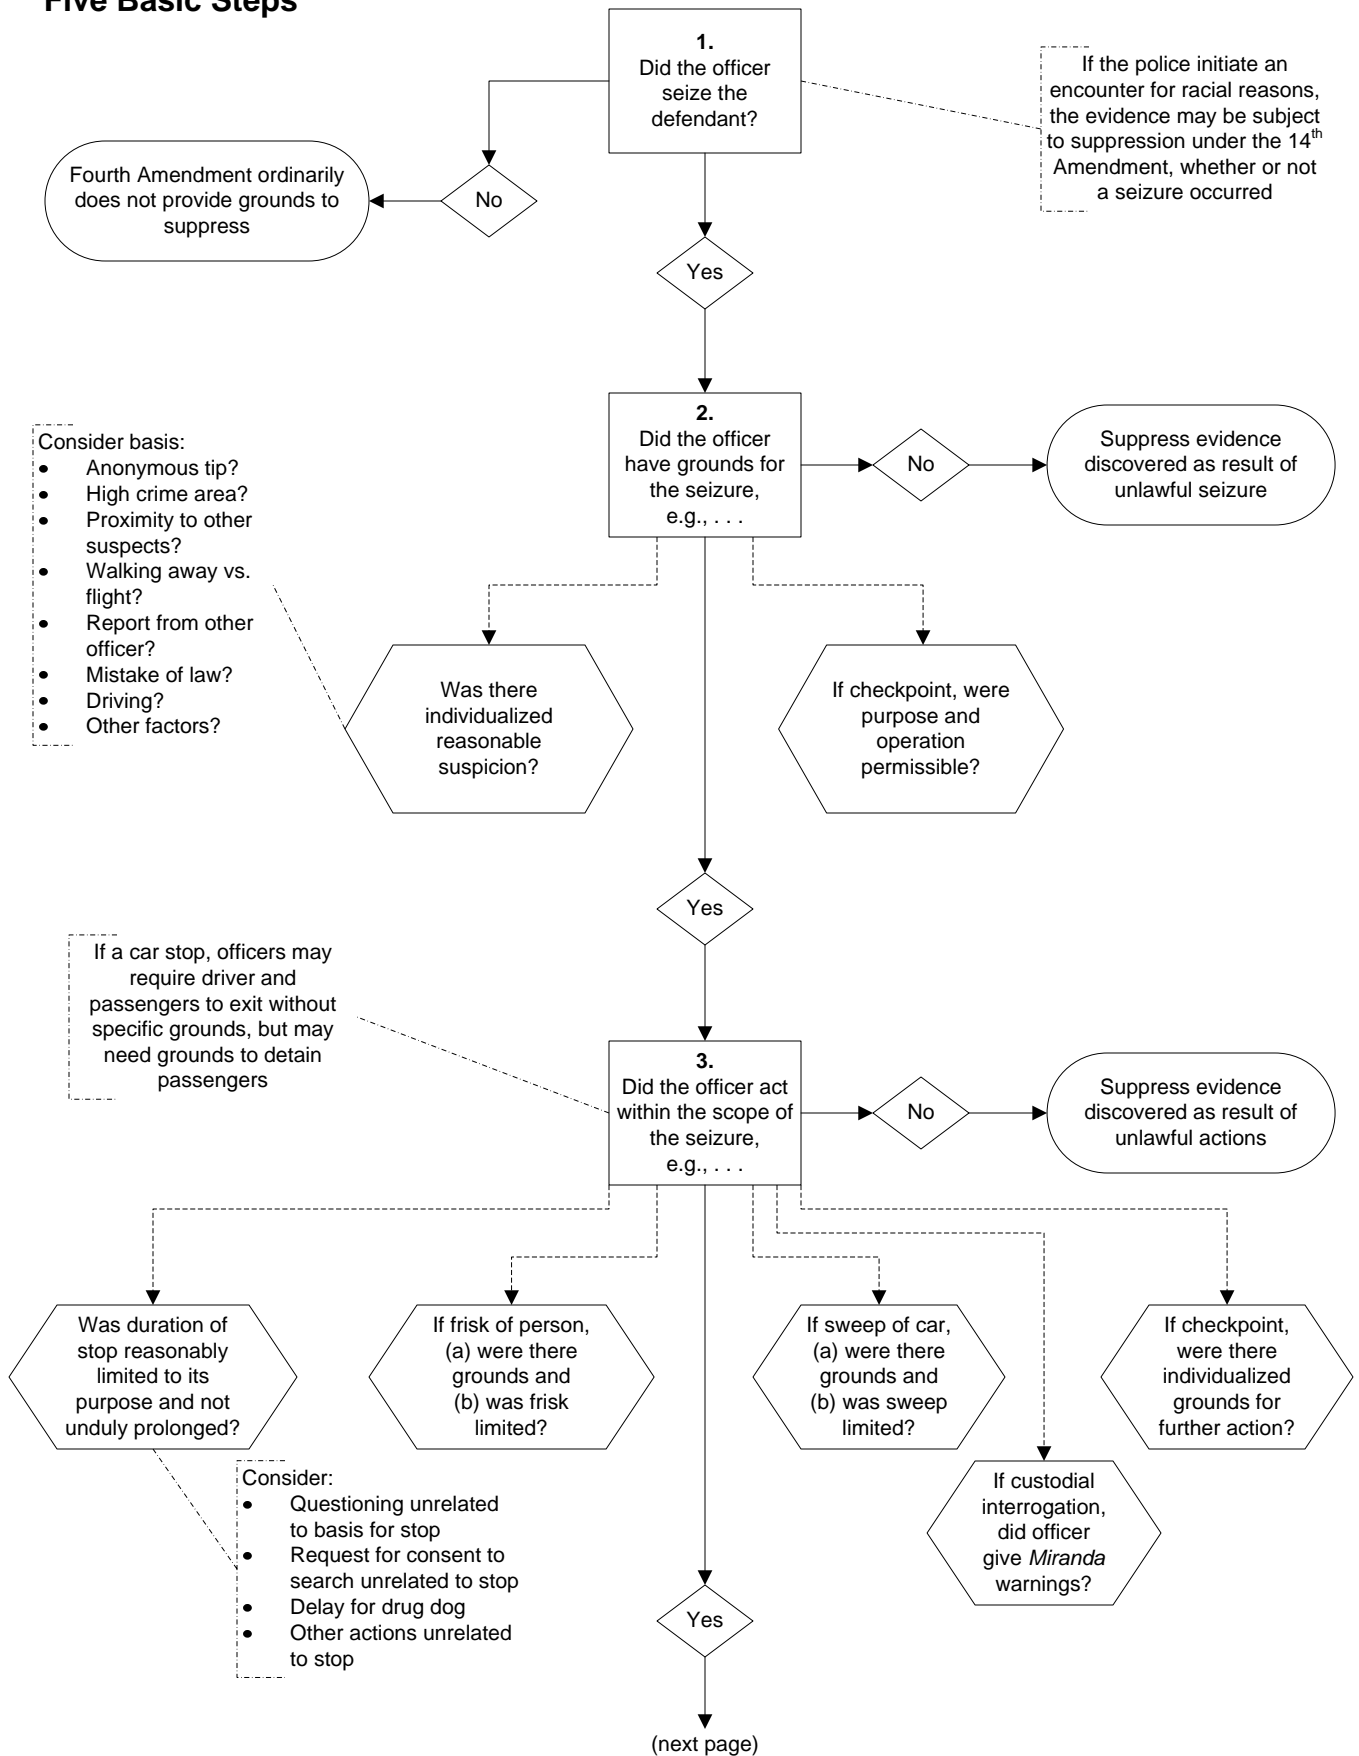 Five Basic Steps
1.
Did the officer
seize the
defendant?
If the police initiate an
encounter for racial reasons,
the evidence may be subject
to suppression under the 14th
Amendment, whether or not
a seizure occurred
Fourth Amendment ordinarily
does not provide grounds to
suppress
No
Yes
2.
Did the officer
have grounds for
the seizure,
e.g., . . .
No
Suppress evidence
discovered as result of
unlawful seizure
Consider basis:
• Anonymous tip?
• High crime area?
• Proximity to other
suspects?
• Walking away vs.
flight?
• Report from other
officer?
• Mistake of law?
• Driving?
• Other factors?
Was there
individualized
reasonable
suspicion?
If checkpoint, were
purpose and
operation
permissible?
Yes
If a car stop, officers may
require driver and
passengers to exit without
specific grounds, but may
need grounds to detain
passengers
3.
Did the officer act
within the scope of
the seizure,
e.g., . . .
No
Suppress evidence
discovered as result of
unlawful actions
Was duration of
stop reasonably
limited to its
purpose and not
unduly prolonged?
If frisk of person,
(a) were there
grounds and
(b) was frisk
limited?
If sweep of car,
(a) were there
grounds and
(b) was sweep
limited?
If checkpoint,
were there
individualized
grounds for
further action?
Consider:
• Questioning unrelated
to basis for stop
• Request for consent to
search unrelated to stop
• Delay for drug dog
• Other actions unrelated
to stop
If custodial
interrogation,
did officer
give Miranda
warnings?
Yes
(next page)